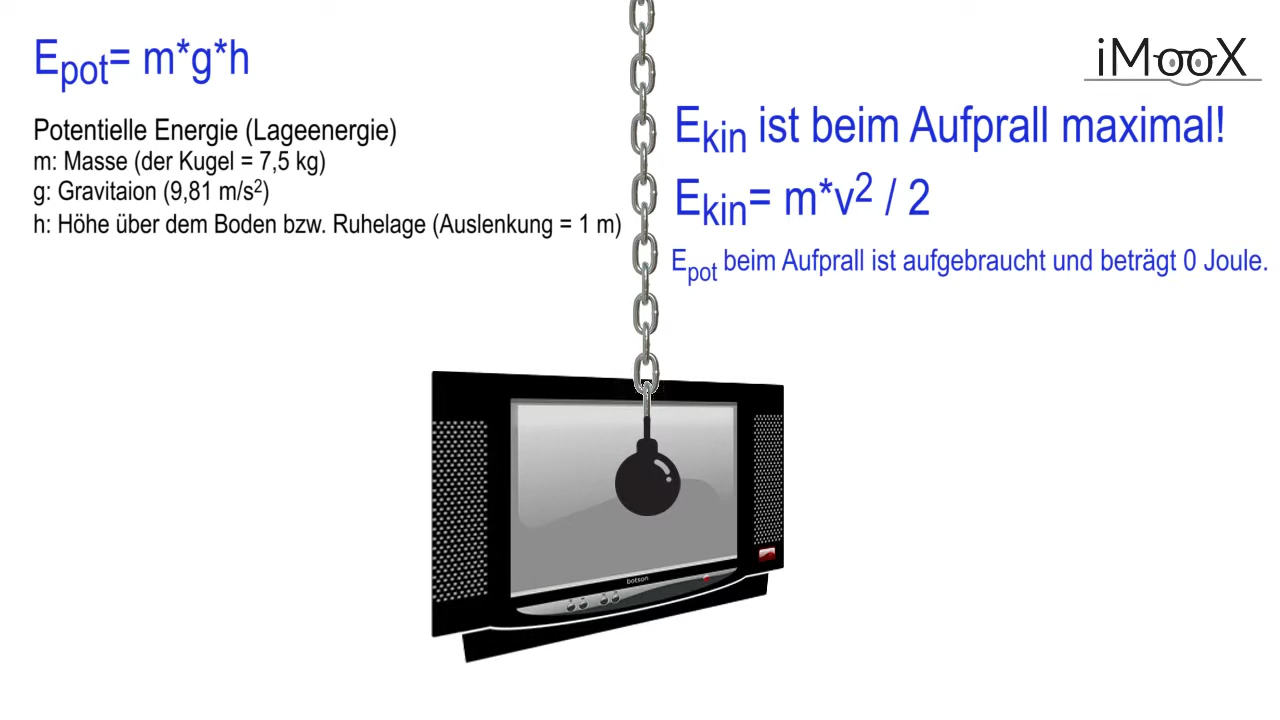 Epot= m*g*h
Potentielle Energie (Lageenergie)
m: Masse (der Kugel = 7,5 kg)
g: Gravitaion (9,81 m/s²)
h: Höhe über dem Boden bzw. Ruhelage (Auslenkung = 1 m)
iMooX
Ekin ist beim Aufprall maximal!
Ekin= m*v² / 2
Epot beim Aufprall ist aufgebraucht und beträgt 0 Joule.
botson